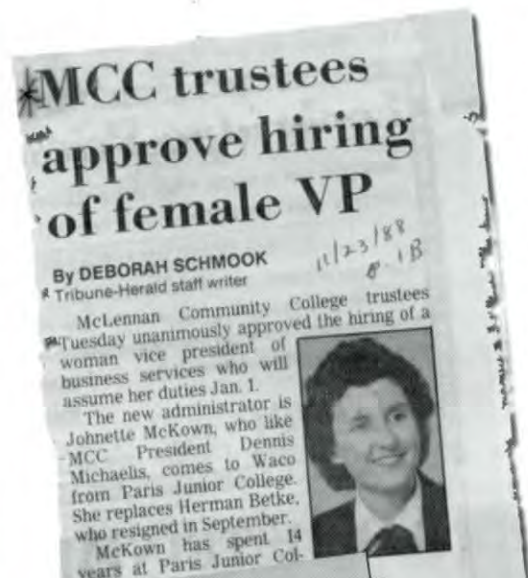 *MCC trustees
approve hiring
of female VP
By DEBORAH SCHMOOK
Tribune-Herald staff writer
11/23/88
p. 1B
McLennan Community College trustees
Tuesday unanimously approved the hiring of a
woman vice president of
business services who will
assume her duties Jan. 1.
The new administrator is
Johnette McKown, who like
MCC President Dennis
Michaelis, comes to Waco
from Paris Junior College.
She replaces Herman Betke,
who resigned in September.
McKown has spent 14
years at Paris Junior Col-